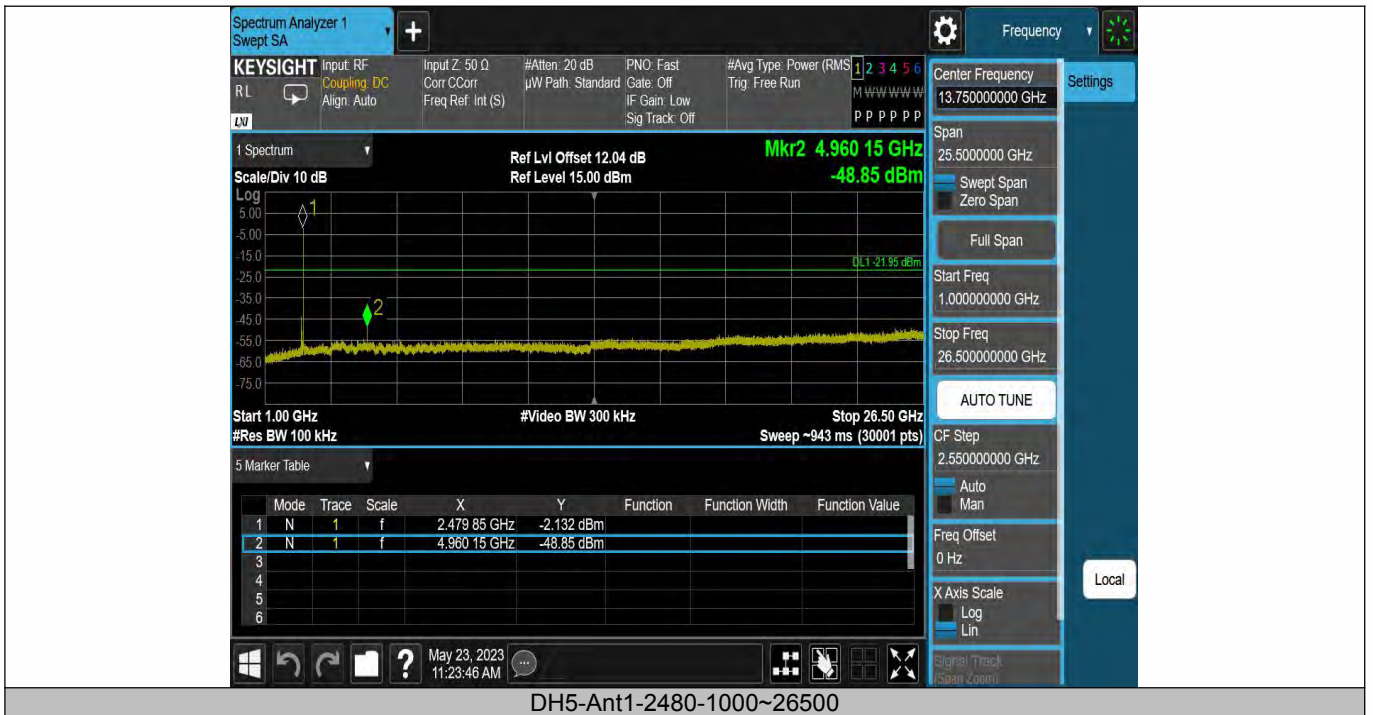 Spectrum Analyzer 1
Swept SA
+
Frequency
KEYSIGHT
RL
LXI
Input: RF
Coupling: DC
Align: Auto
Input Z: 50 Ω
Corr CCorr
Freq Ref: Int (S)
#Atten: 20 dB
µW Path: Standard
PNO: Fast
Gate: Off
IF Gain: Low
Sig Track: Off
#Avg Type: Power (RMS
Trig: Free Run
1 2 3 4 5 6
M W W W W W
P P P P P P
1 Spectrum
Scale/Div 10 dB
Ref Lvl Offset 12.04 dB
Ref Level 15.00 dBm
Mkr2 4.960 15 GHz
-48.85 dBm
Log
5.00
-5.00
-15.0
-25.0
-35.0
-45.0
-55.0
-65.0
-75.0
1
2
DL1 -21.95 dBm
Start 1.00 GHz
#Video BW 300 kHz
Stop 26.50 GHz
#Res BW 100 kHz
Sweep ~943 ms (30001 pts)
5 Marker Table
Mode Trace Scale X Y Function Function Width Function Value
1 N 1 f 2.479 85 GHz -2.132 dBm
2 N 1 f 4.960 15 GHz -48.85 dBm
3
4
5
6
?
May 23, 2023
11:23:46 AM
Center Frequency
13.750000000 GHz
Settings
Span
25.5000000 GHz
Swept Span
Zero Span
Full Span
Start Freq
1.000000000 GHz
Stop Freq
26.500000000 GHz
AUTO TUNE
CF Step
2.550000000 GHz
Auto
Man
Freq Offset
0 Hz
X Axis Scale
Log
Lin
Local
Signal Track
(Span Zoom)
DH5-Ant1-2480-1000~26500